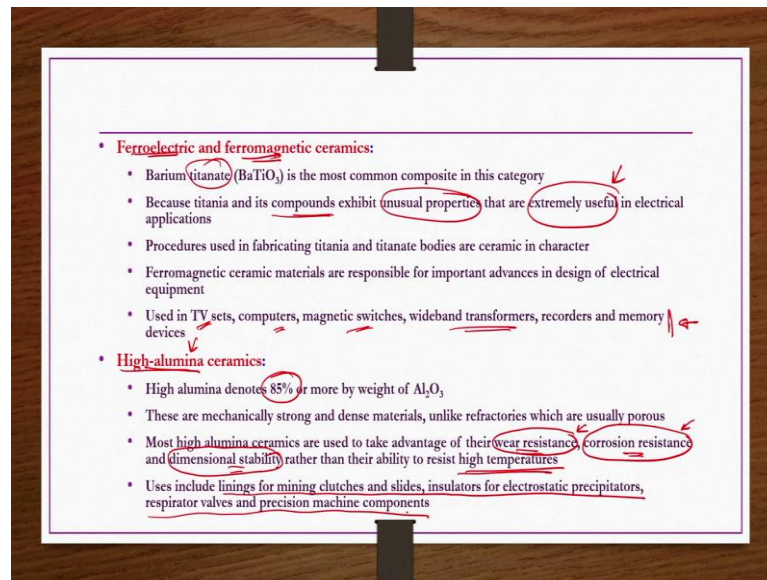 • Ferroelectric and ferromagnetic ceramics:
• Barium titanate (BaTiO₃) is the most common composite in this category
• Because titania and its compounds exhibit unusual properties that are extremely useful in electrical
applications
• Procedures used in fabricating titania and titanate bodies are ceramic in character
• Ferromagnetic ceramic materials are responsible for important advances in design of electrical
equipment
• Used in TV sets, computers, magnetic switches, wideband transformers, recorders and memory
devices
• High-alumina ceramics:
• High alumina denotes 85% or more by weight of Al₂O₃
• These are mechanically strong and dense materials, unlike refractories which are usually porous
• Most high alumina ceramics are used to take advantage of their wear resistance, corrosion resistance
and dimensional stability rather than their ability to resist high temperatures
• Uses include linings for mining clutches and slides, insulators for electrostatic precipitators,
respirator valves and precision machine components